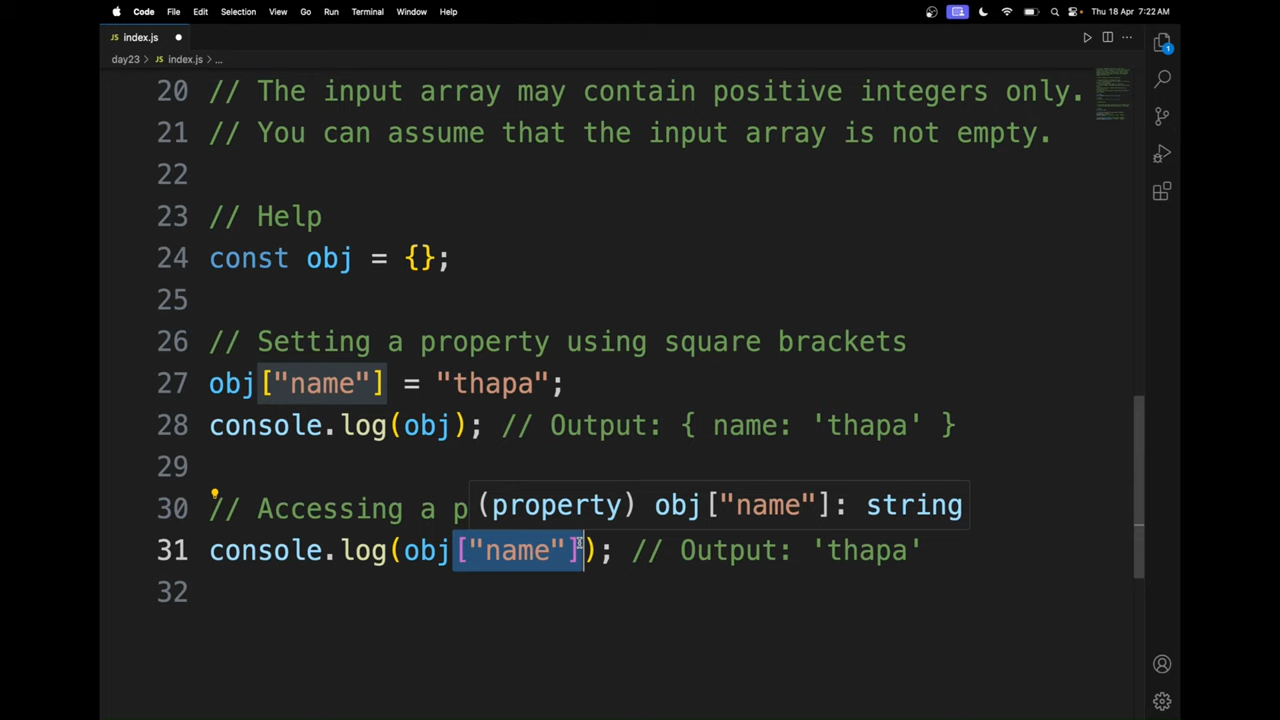 Code File Edit Selection View Go Run Terminal Window Help Thu 18 Apr 7:22 AM
index.js
day23 > index.js > ...
20 // The input array may contain positive integers only.
21 // You can assume that the input array is not empty.
22
23 // Help
24 const obj = {};
25
26 // Setting a property using square brackets
27 obj["name"] = "thapa";
28 console.log(obj); // Output: { name: 'thapa' }
29
30 // Accessing a p
(property) obj["name"]: string
31 console.log(obj["name"]); // Output: 'thapa'
32
1